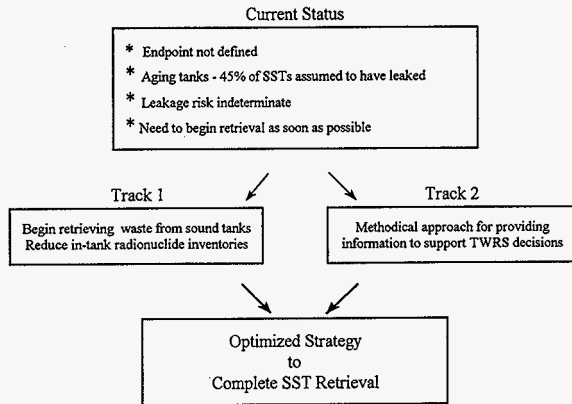 Current Status
* Endpoint not defined
* Aging tanks - 45% of SSTs assumed to have leaked
* Leakage risk indeterminate
* Need to begin retrieval as soon as possible
Track 1
Begin retrieving waste from sound tanks
Reduce in-tank radionuclide inventories
Track 2
Methodical approach for providing
information to support TWRS decisions
Optimized Strategy
to
Complete SST Retrieval